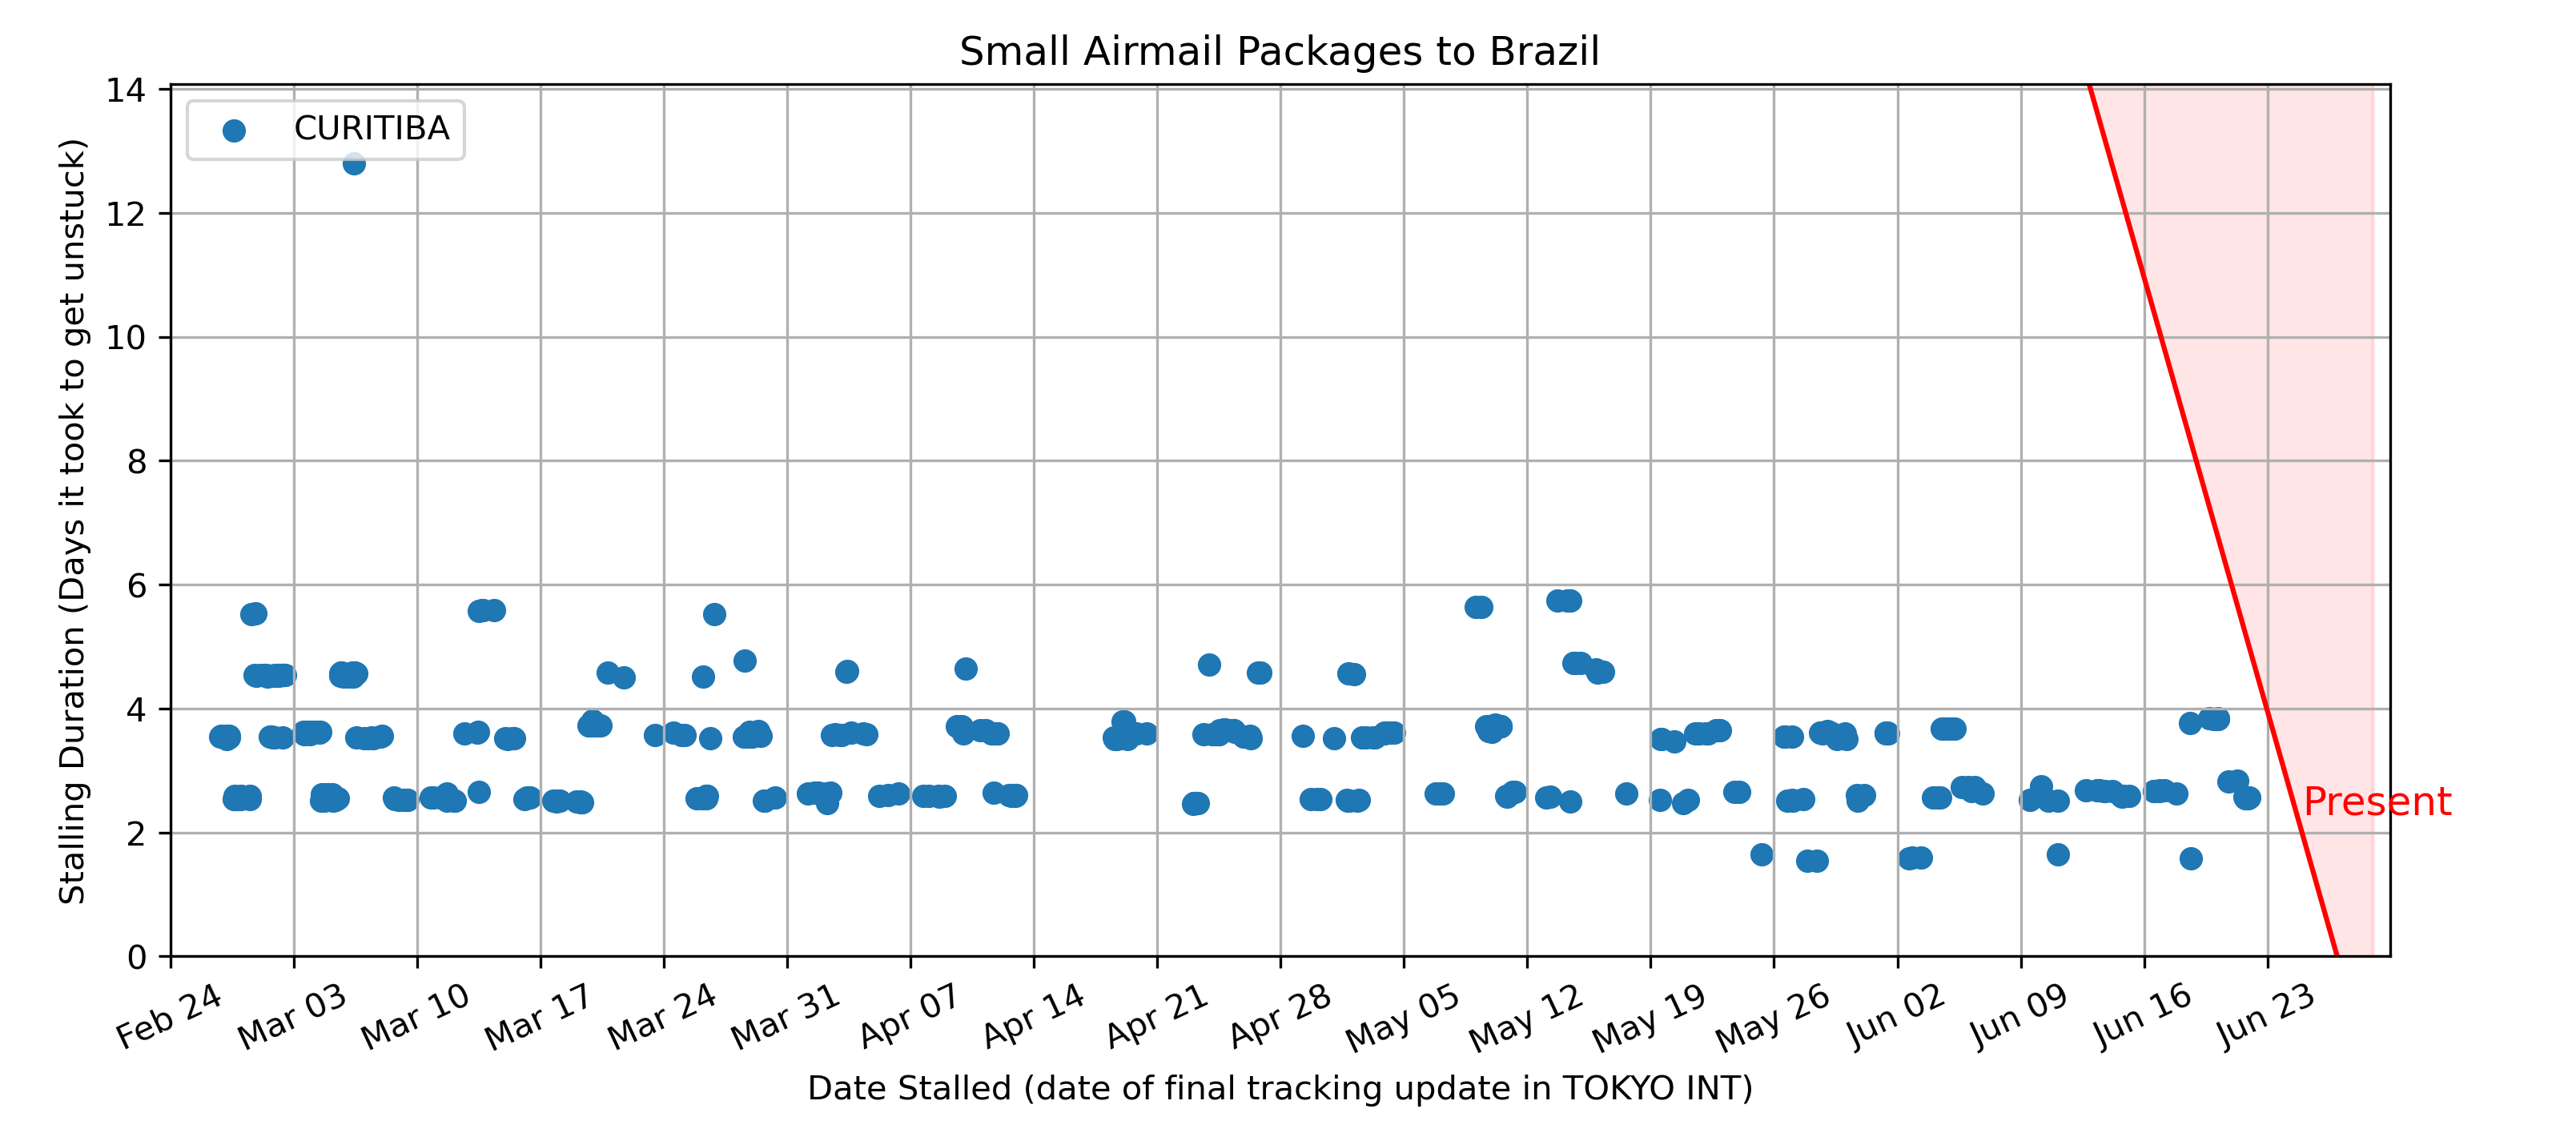 Small Airmail Packages to Brazil
CURITIBA
Stalling Duration (Days it took to get unstuck)
14
12
10
8
6
4
2
0
Present
Feb 24
Mar 03
Mar 10
Mar 17
Mar 24
Mar 31
Apr 07
Apr 14
Apr 21
Apr 28
May 05
May 12
May 19
May 26
Jun 02
Jun 09
Jun 16
Jun 23
Date Stalled (date of final tracking update in TOKYO INT)